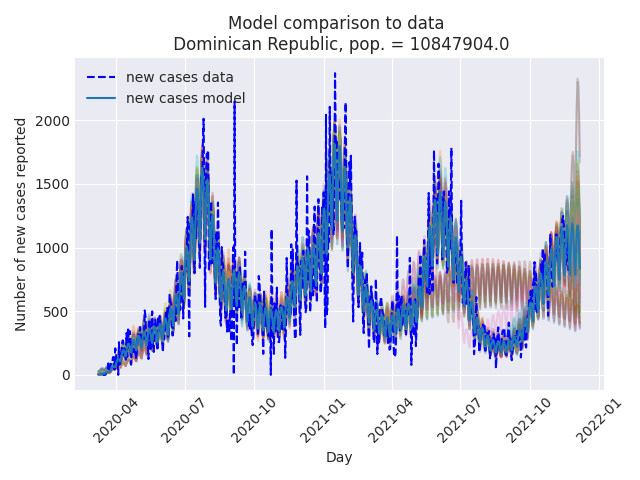 Model comparison to data
Dominican Republic, pop. = 10847904.0
new cases data
new cases model
Number of new cases reported
2000
1500
1000
500
0
2020-04
2020-07
2020-10
2021-01
2021-04
2021-07
2021-10
2022-01
Day